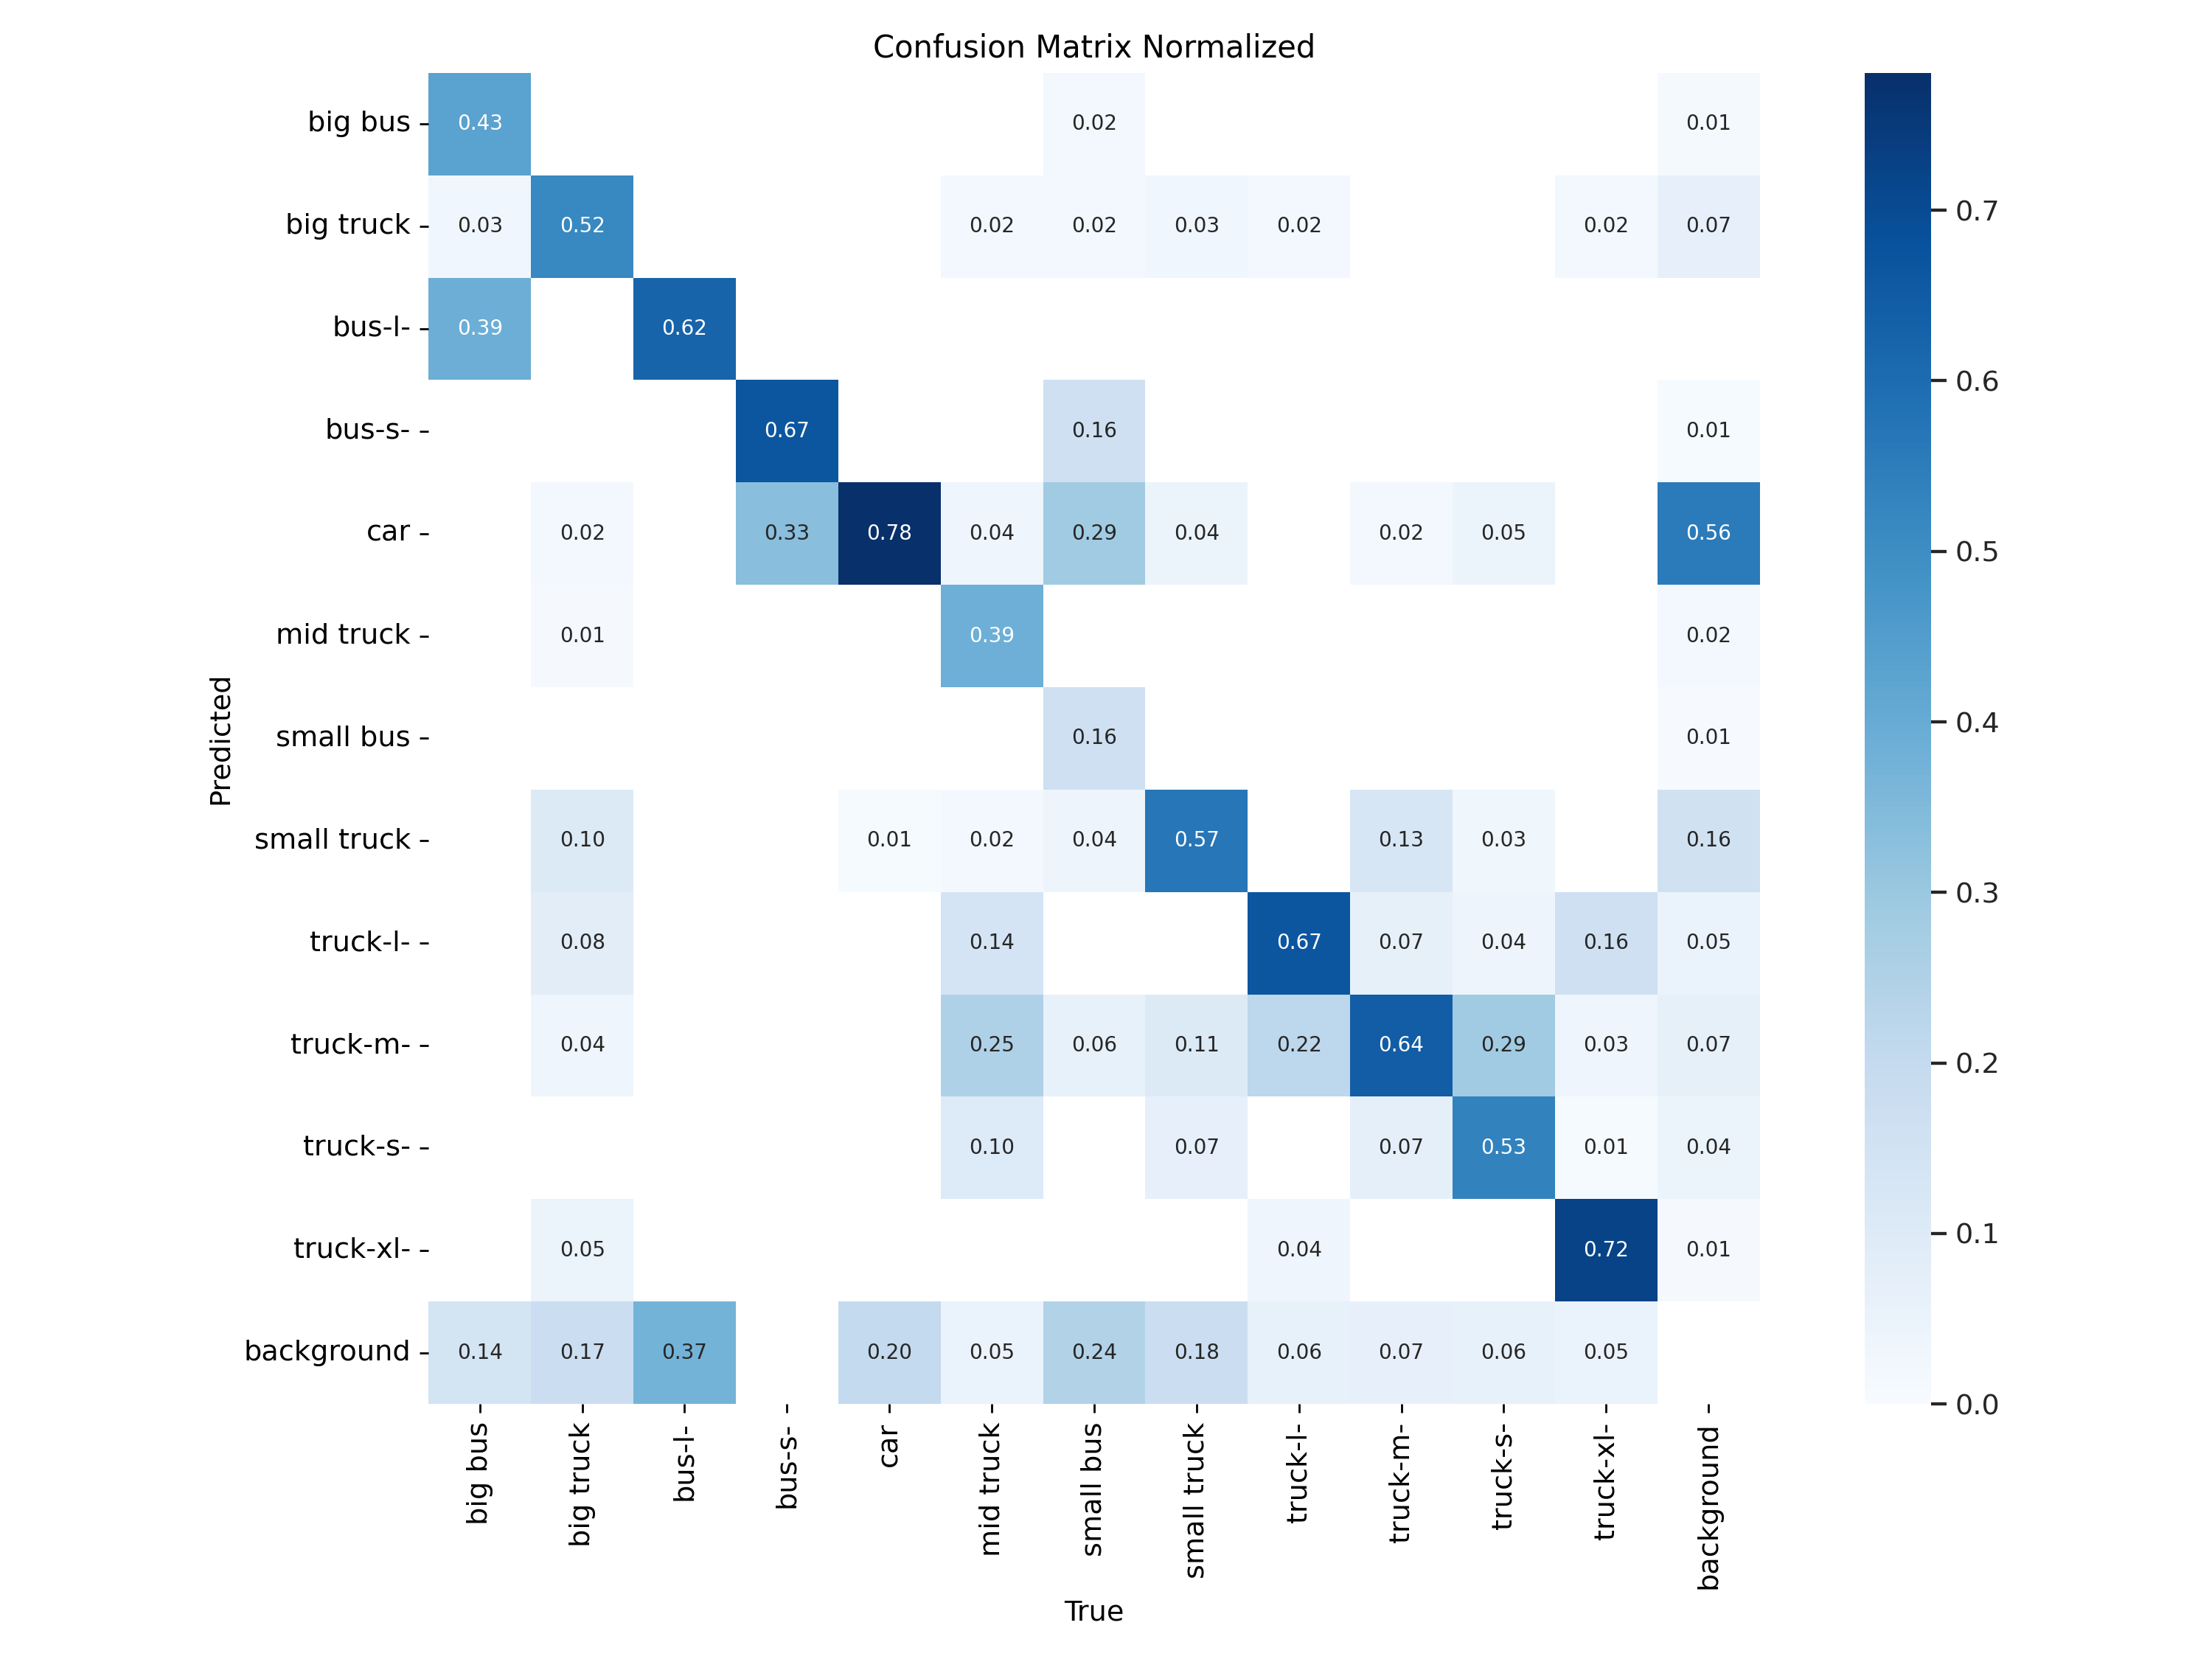 Confusion Matrix Normalized
big bus 0.43 0.02 0.01
big truck 0.03 0.52 0.02 0.02 0.03 0.02 0.02 0.07
bus-l- 0.39 0.62
bus-s- 0.67 0.16 0.01
car 0.02 0.33 0.78 0.04 0.29 0.04 0.02 0.05 0.56
mid truck 0.01 0.39 0.02
small bus 0.16 0.01
small truck 0.10 0.01 0.02 0.04 0.57 0.13 0.03 0.16
truck-l- 0.08 0.14 0.67 0.07 0.04 0.16 0.05
truck-m- 0.04 0.25 0.06 0.11 0.22 0.64 0.29 0.03 0.07
truck-s- 0.10 0.07 0.07 0.53 0.01 0.04
truck-xl- 0.05 0.04 0.72 0.01
background 0.14 0.17 0.37 0.20 0.05 0.24 0.18 0.06 0.07 0.06 0.05
Predicted
big bus
big truck
bus-l-
bus-s-
car
mid truck
small bus
small truck
truck-l-
truck-m-
truck-s-
truck-xl-
background
True
0.7
0.6
0.5
0.4
0.3
0.2
0.1
0.0